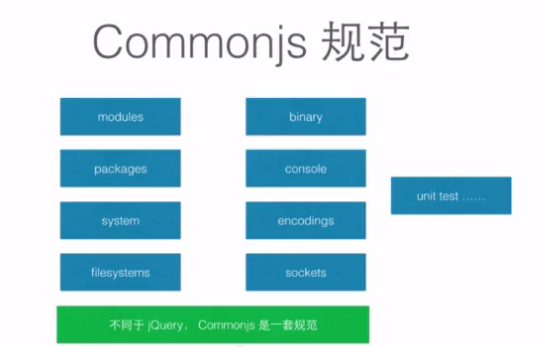 Commonjs 规范
modules
binary
packages
console
unit test ……
system
encodings
filesystems
sockets
不同于 jQuery， Commonjs 是一套规范